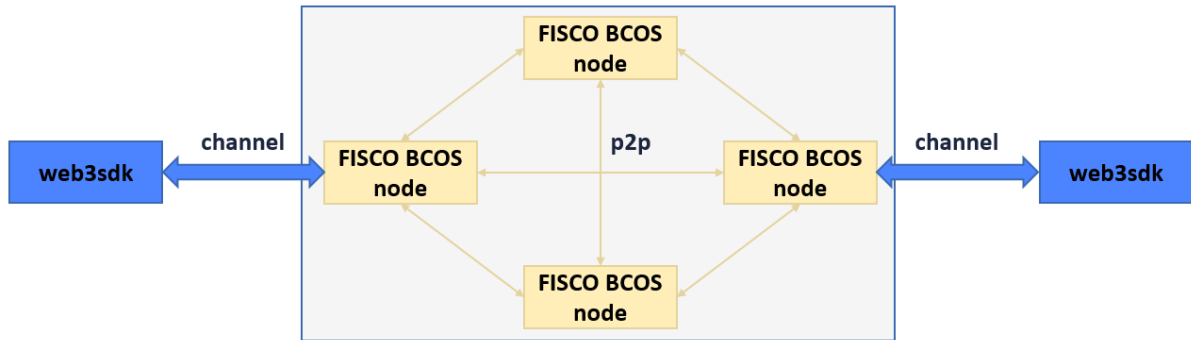 FISCO BCOS
node
channel
p2p
channel
web3sdk
FISCO BCOS
node
FISCO BCOS
node
web3sdk
FISCO BCOS
node